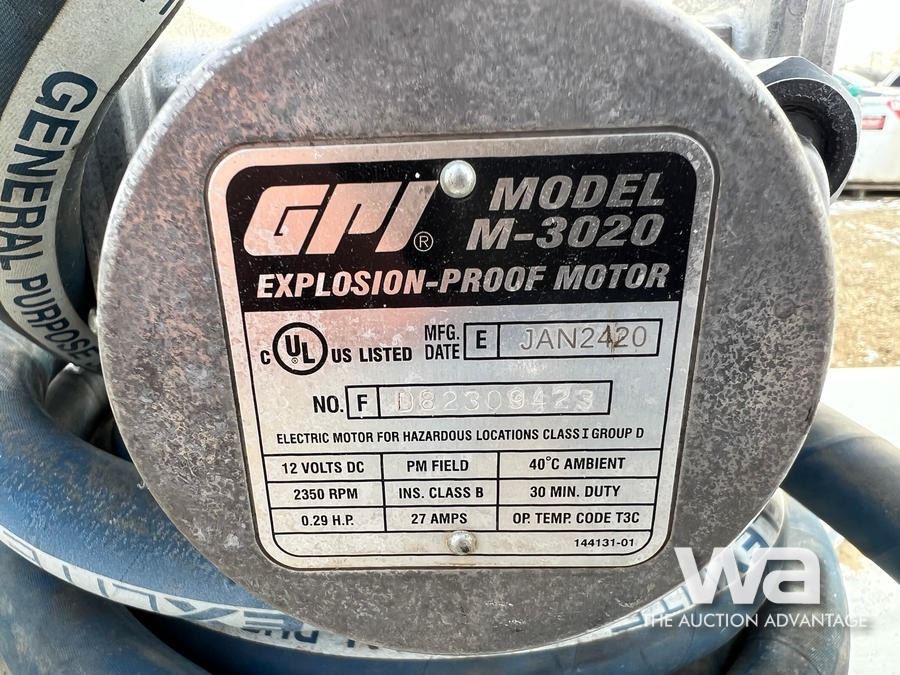 GENERAL PURPOSE
GPI®
MODEL
M-3020
EXPLOSION-PROOF MOTOR
C UL® US LISTED
MFG. DATE E JAN2420
NO. F D82309423
ELECTRIC MOTOR FOR HAZARDOUS LOCATIONS CLASS I GROUP D
12 VOLTS DC PM FIELD 40°C AMBIENT
2350 RPM INS. CLASS B 30 MIN. DUTY
0.29 H.P. 27 AMPS OP. TEMP. CODE T3C
144131-01
wa
THE AUCTION ADVANTAGE